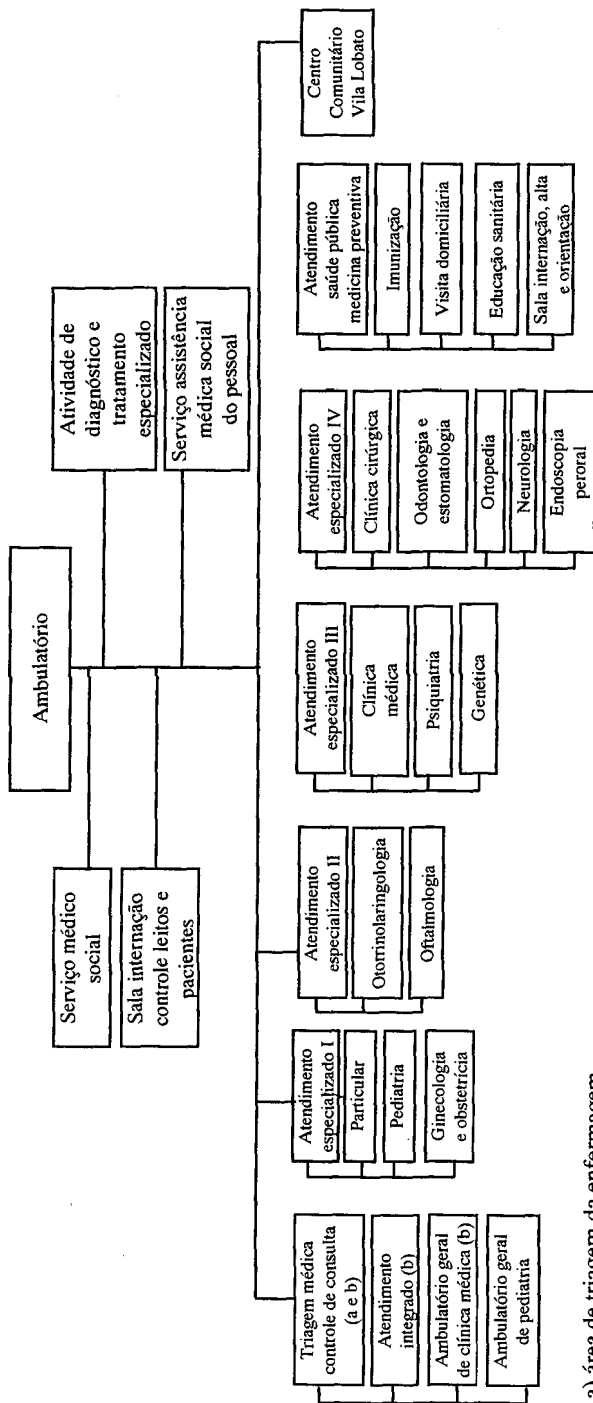 Ambulatório
Serviço médico
social
Atividade de
diagnóstico e
tratamento
especializado
Sala internação
controle leitos e
pacientes
Serviço assistência
médica social
do pessoal
Triagem médica
controle de consulta
(a e b)
Atendimento
integrado (b)
Ambulatório geral
de clínica médica (b)
Ambulatório geral
de pediatria
Atendimento
especializado I
Particular
Pediatria
Ginecologia
e obstetrícia
Atendimento
especializado II
Otorrinolaringologia
Oftalmologia
Atendimento
especializado III
Clínica
médica
Psiquiatria
Genética
Atendimento
especializado IV
Clínica cirúrgica
Odontologia e
estomatologia
Ortopedia
Neurologia
Endoscopia
peroral
Atendimento
saúde pública
medicina preventiva
Imunização
Visita domiciliária
Educação sanitária
Sala internação, alta
e orientação
Centro
Comunitário
Vila Lobato
a) área de triagem da enfermagem